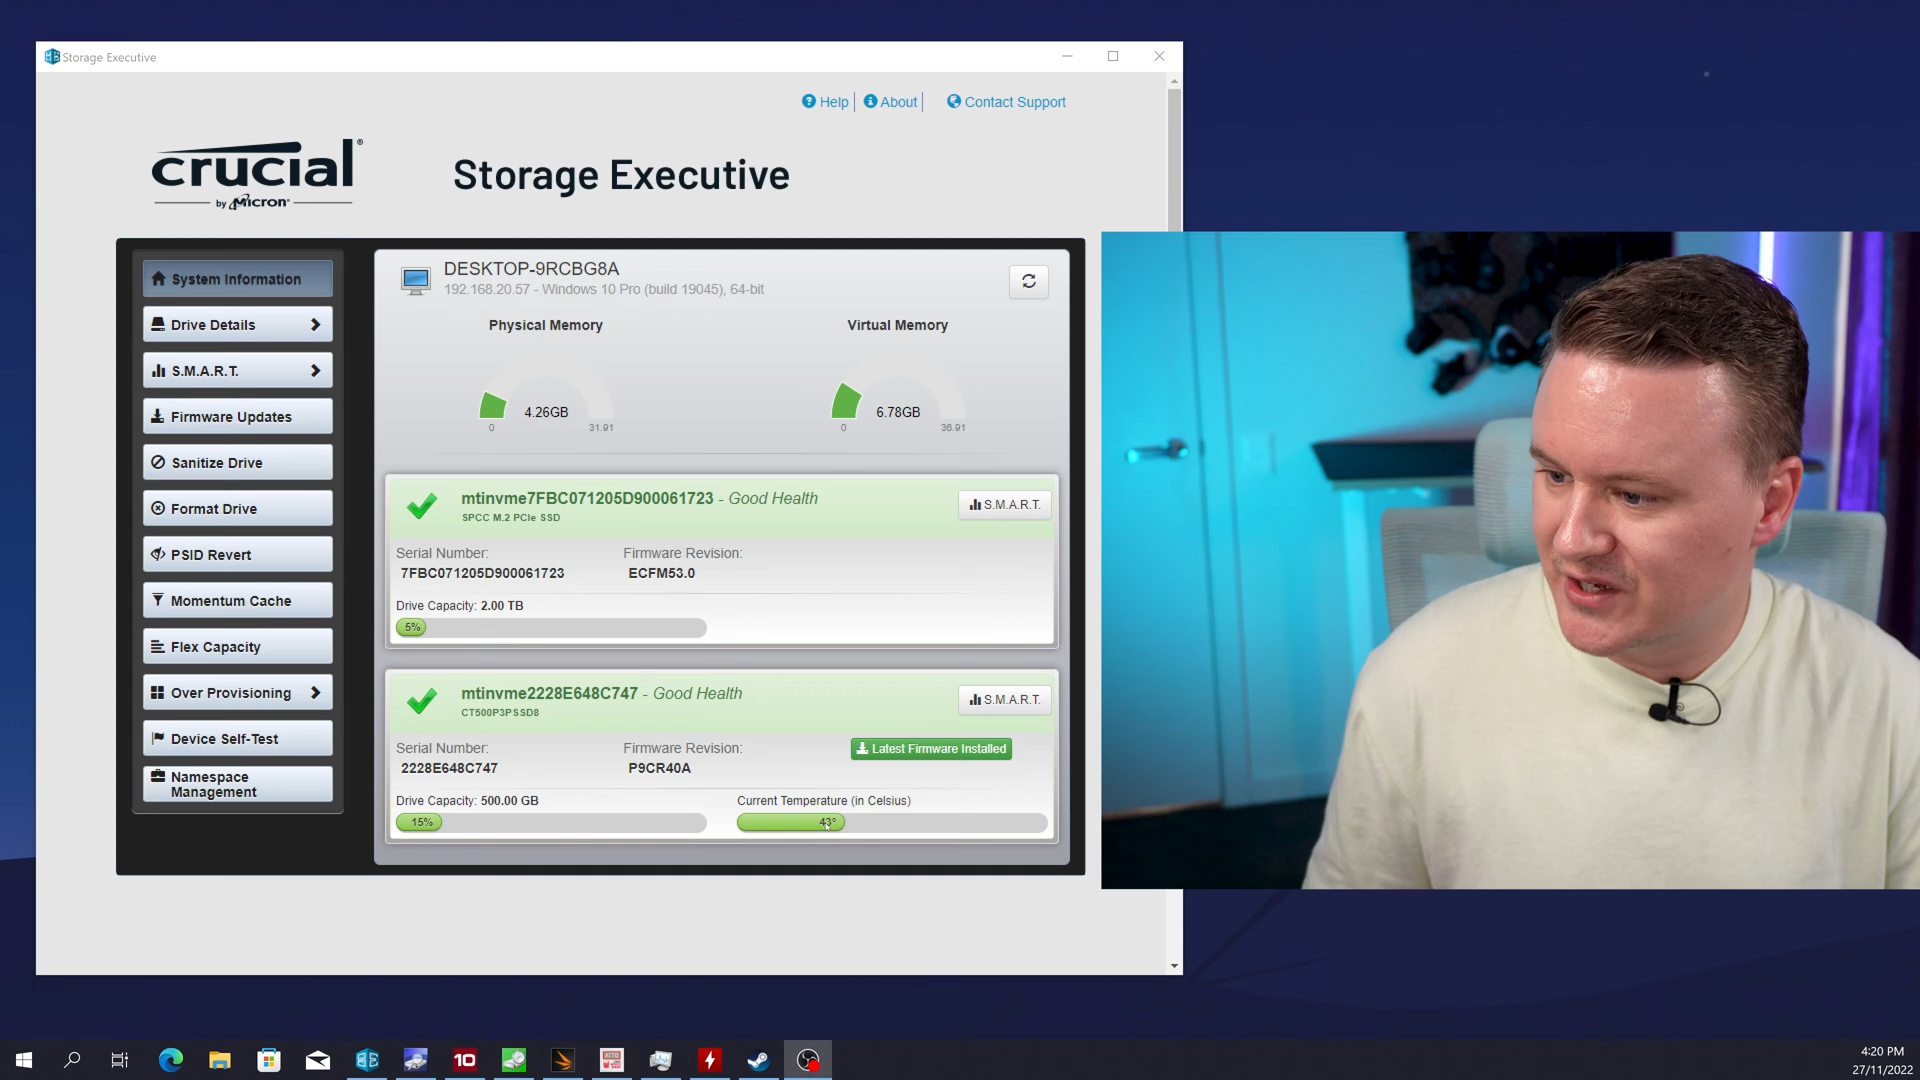 Storage Executive
Help
About
Contact Support
crucial®
by Micron®
Storage Executive
System Information
Drive Details
S.M.A.R.T.
Firmware Updates
Sanitize Drive
Format Drive
PSID Revert
Momentum Cache
Flex Capacity
Over Provisioning
Device Self-Test
Namespace
Management
DESKTOP-9RCBG8A
192.168.20.57 - Windows 10 Pro (build 19045), 64-bit
Physical Memory
4.26GB
0
31.91
Virtual Memory
6.78GB
0
36.91
mtinvme7FBC071205D900061723 - Good Health
SPCC M.2 PCIe SSD
S.M.A.R.T.
Serial Number:
7FBC071205D900061723
Firmware Revision:
ECFM53.0
Drive Capacity: 2.00 TB
5%
mtinvme2228E648C747 - Good Health
CT500P3PSSD8
S.M.A.R.T.
Serial Number:
2228E648C747
Firmware Revision:
P9CR40A
Latest Firmware Installed
Drive Capacity: 500.00 GB
15%
Current Temperature (in Celsius)
43°
10
4:20 PM
27/11/2022